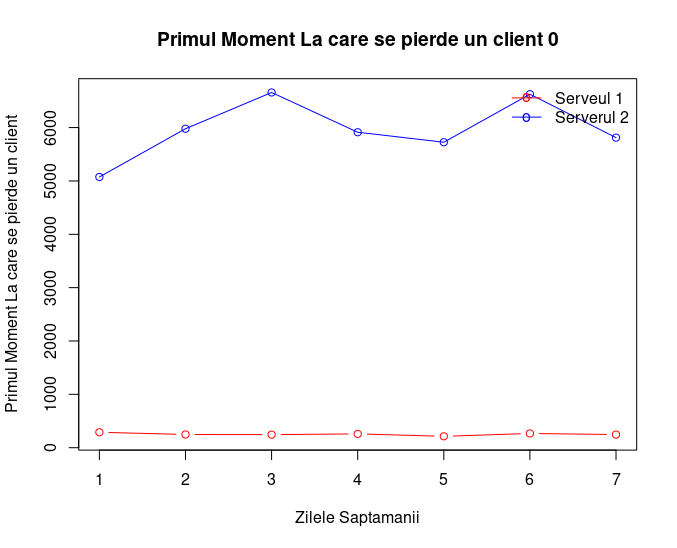 Primul Moment La care se pierde un client 0
Primul Moment La care se pierde un client
6000
5000
4000
3000
2000
1000
0
Serveul 1
Serverul 2
1 2 3 4 5 6 7
Zilele Saptamanii